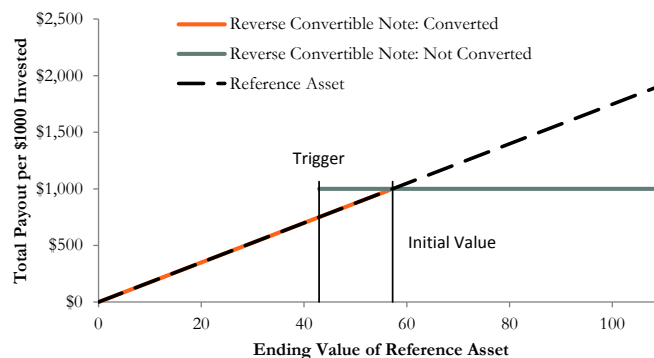 $2,500
Reverse Convertible Note: Converted
Reverse Convertible Note: Not Converted
$2,000
Reference Asset
$1,500
Trigger
$1,000
$500
Initial Value
$0
0 20 40 60 80 100
Total Payout per $1000 Invested
Ending Value of Reference Asset